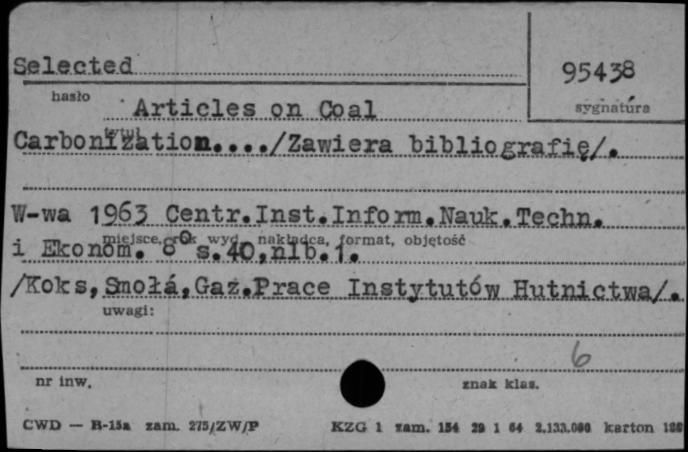 Selected
95438
hasło
sygnatura
Articles on Coal
tytuł
Carbonization..../Zawiera bibliografię/.
W-wa 1963 Centr.Inst.Inform.Nauk.Techn.
miejsce, rok wyd., nakładca, format, objętość
i Ekonom. 8° s.40,nlb.1.
/Koks,Smołá,Gaz.Prace Instytutów Hutnictwa/.
uwagi:
6
nr inw.
znak klas.
CWD — B-15a zam. 275/ZW/P
KZG 1 zam. 154 29 1 64 2.133.000 karton